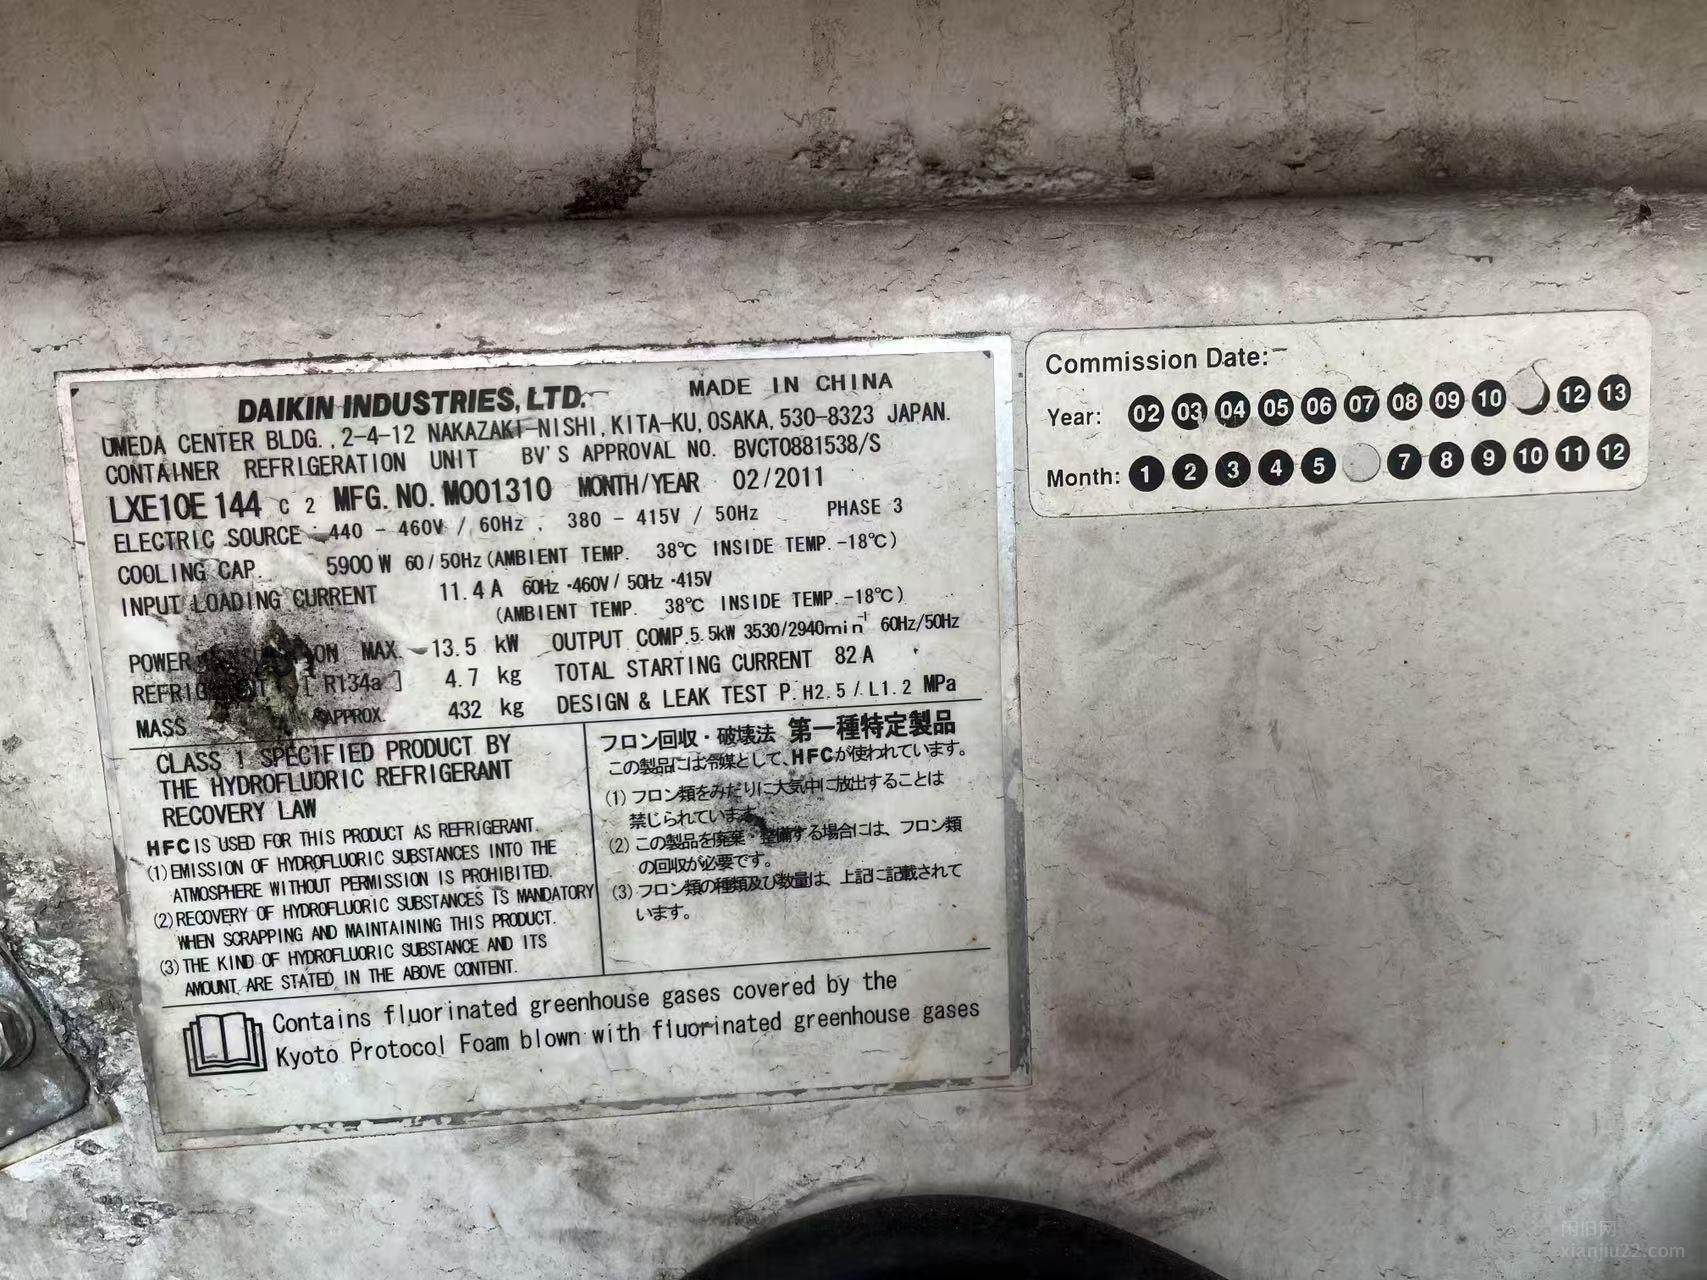 DAIKIN INDUSTRIES, LTD. MADE IN CHINA
UMEDA CENTER BLDG., 2-4-12 NAKAZAKI-NISHI, KITA-KU, OSAKA, 530-8323 JAPAN.
CONTAINER REFRIGERATION UNIT BV'S APPROVAL NO. BVCT0881538/S
LXE10E144 C 2 MFG. NO. M001310 MONTH/YEAR 02/2011
ELECTRIC SOURCE 440 - 460V / 60Hz , 380 - 415V / 50Hz PHASE 3
COOLING CAP. 5900 W 60/50Hz (AMBIENT TEMP. 38℃ INSIDE TEMP. -18℃)
INPUT LOADING CURRENT 11.4 A 60Hz ·460V / 50Hz ·415V
(AMBIENT TEMP. 38℃ INSIDE TEMP. -18℃)
POWER MAX. 13.5 kW OUTPUT COMP. 5.5kW 3530/2940min⁻¹ 60Hz/50Hz
[R134a] 4.7 kg TOTAL STARTING CURRENT 82 A
MASS APPROX. 432 kg DESIGN & LEAK TEST P. H2.5 / L1.2 MPa
CLASS 1 SPECIFIED PRODUCT BY
THE HYDROFLUORIC REFRIGERANT
RECOVERY LAW
HFC IS USED FOR THIS PRODUCT AS REFRIGERANT.
(1) EMISSION OF HYDROFLUORIC SUBSTANCES INTO THE
ATMOSPHERE WITHOUT PERMISSION IS PROHIBITED.
(2) RECOVERY OF HYDROFLUORIC SUBSTANCES IS MANDATORY
WHEN SCRAPPING AND MAINTAINING THIS PRODUCT.
(3) THE KIND OF HYDROFLUORIC SUBSTANCE AND ITS
AMOUNT ARE STATED IN THE ABOVE CONTENT.
フロン回収・破壊法 第一種特定製品
この製品には冷媒として、HFCが使われています。
(1) フロン類をみだりに大気中に放出することは
禁じられています。
(2) この製品を廃棄・整備する場合には、フロン類
の回収が必要です。
(3) フロン類の種類及び数量は、上記に記載されて
います。
Contains fluorinated greenhouse gases covered by the
Kyoto Protocol Foam blown with fluorinated greenhouse gases
Commission Date:
Year: 02 03 04 05 06 07 08 09 10 12 13
Month: 1 2 3 4 5 7 8 9 10 11 12
闲旧网
xianjiu22.com